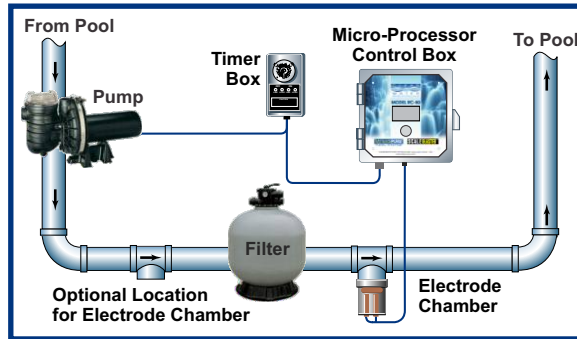 From Pool
Timer
Box
Micro-Processor
Control Box
To Pool
Pump
Filter
Optional Location
for Electrode Chamber
Electrode
Chamber